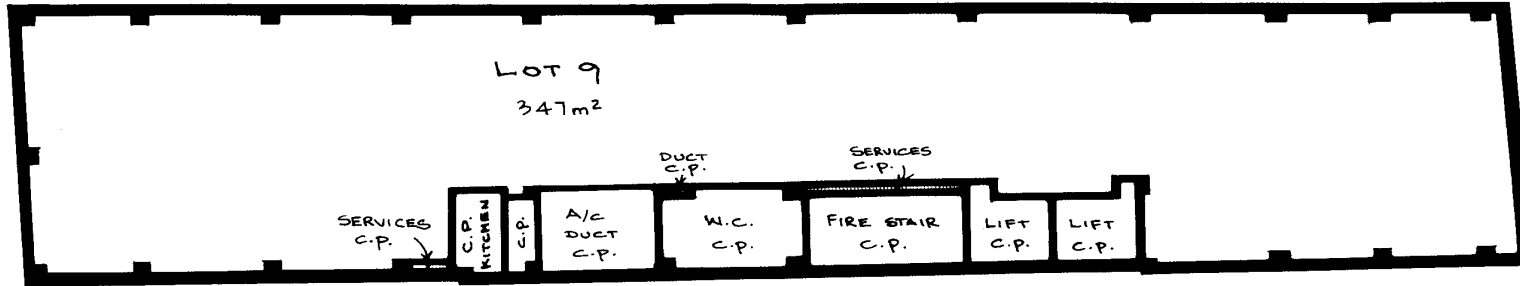 LOT 9
347m²
DUCT
C.P.
SERVICES
C.P.
SERVICES
C.P.
C.P.
KITCHEN
C.P.
A/C
DUCT
C.P.
W.C.
C.P.
FIRE STAIR
C.P.
LIFT
C.P.
LIFT
C.P.